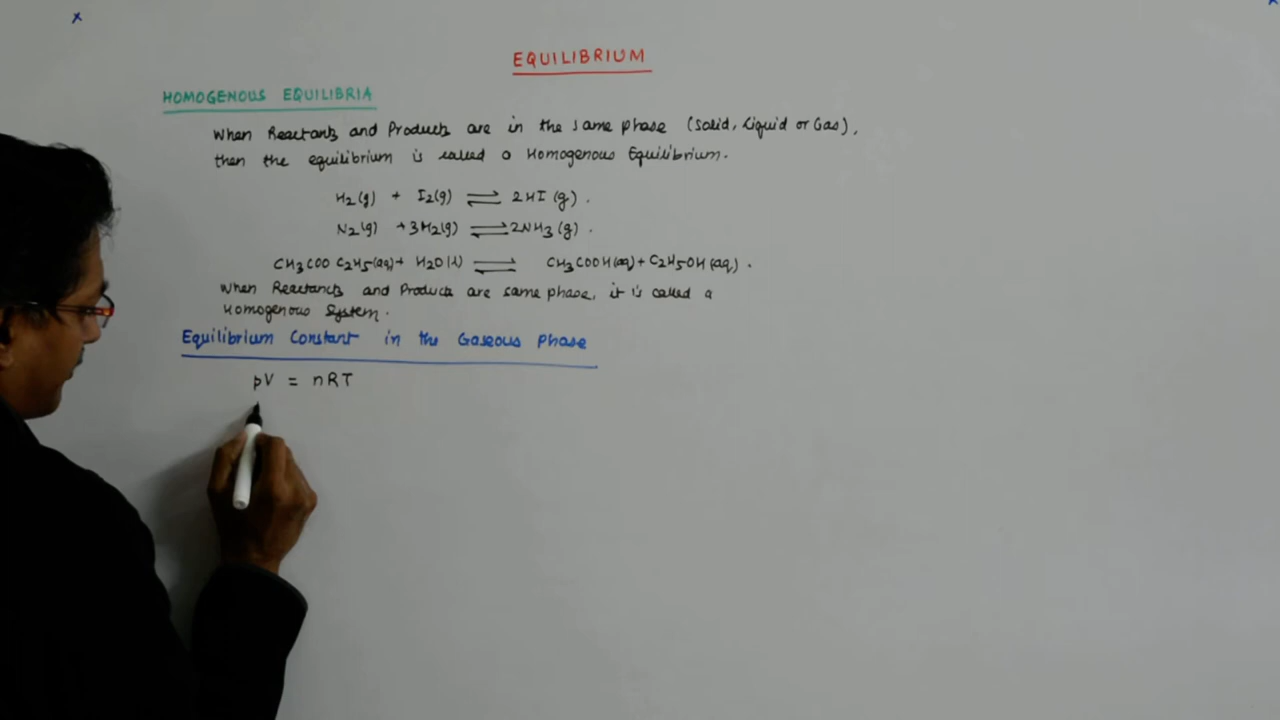 EQUILIBRIUM
HOMOGENOUS EQUILIBRIA
When Reactants and Products are in the same phase (Solid, Liquid or Gas),
then the equilibrium is called a Homogenous Equilibrium.
H2(g) + I2(g) ⇌ 2HI(g).
N2(g) + 3H2(g) ⇌ 2NH3(g).
CH3COOC2H5(aq) + H2O(l) ⇌ CH3COOH(aq) + C2H5OH(aq).
When Reactants and Products are same phase, it is called a
Homogenous System.
Equilibrium Constant in the Gaseous Phase
pV = nRT